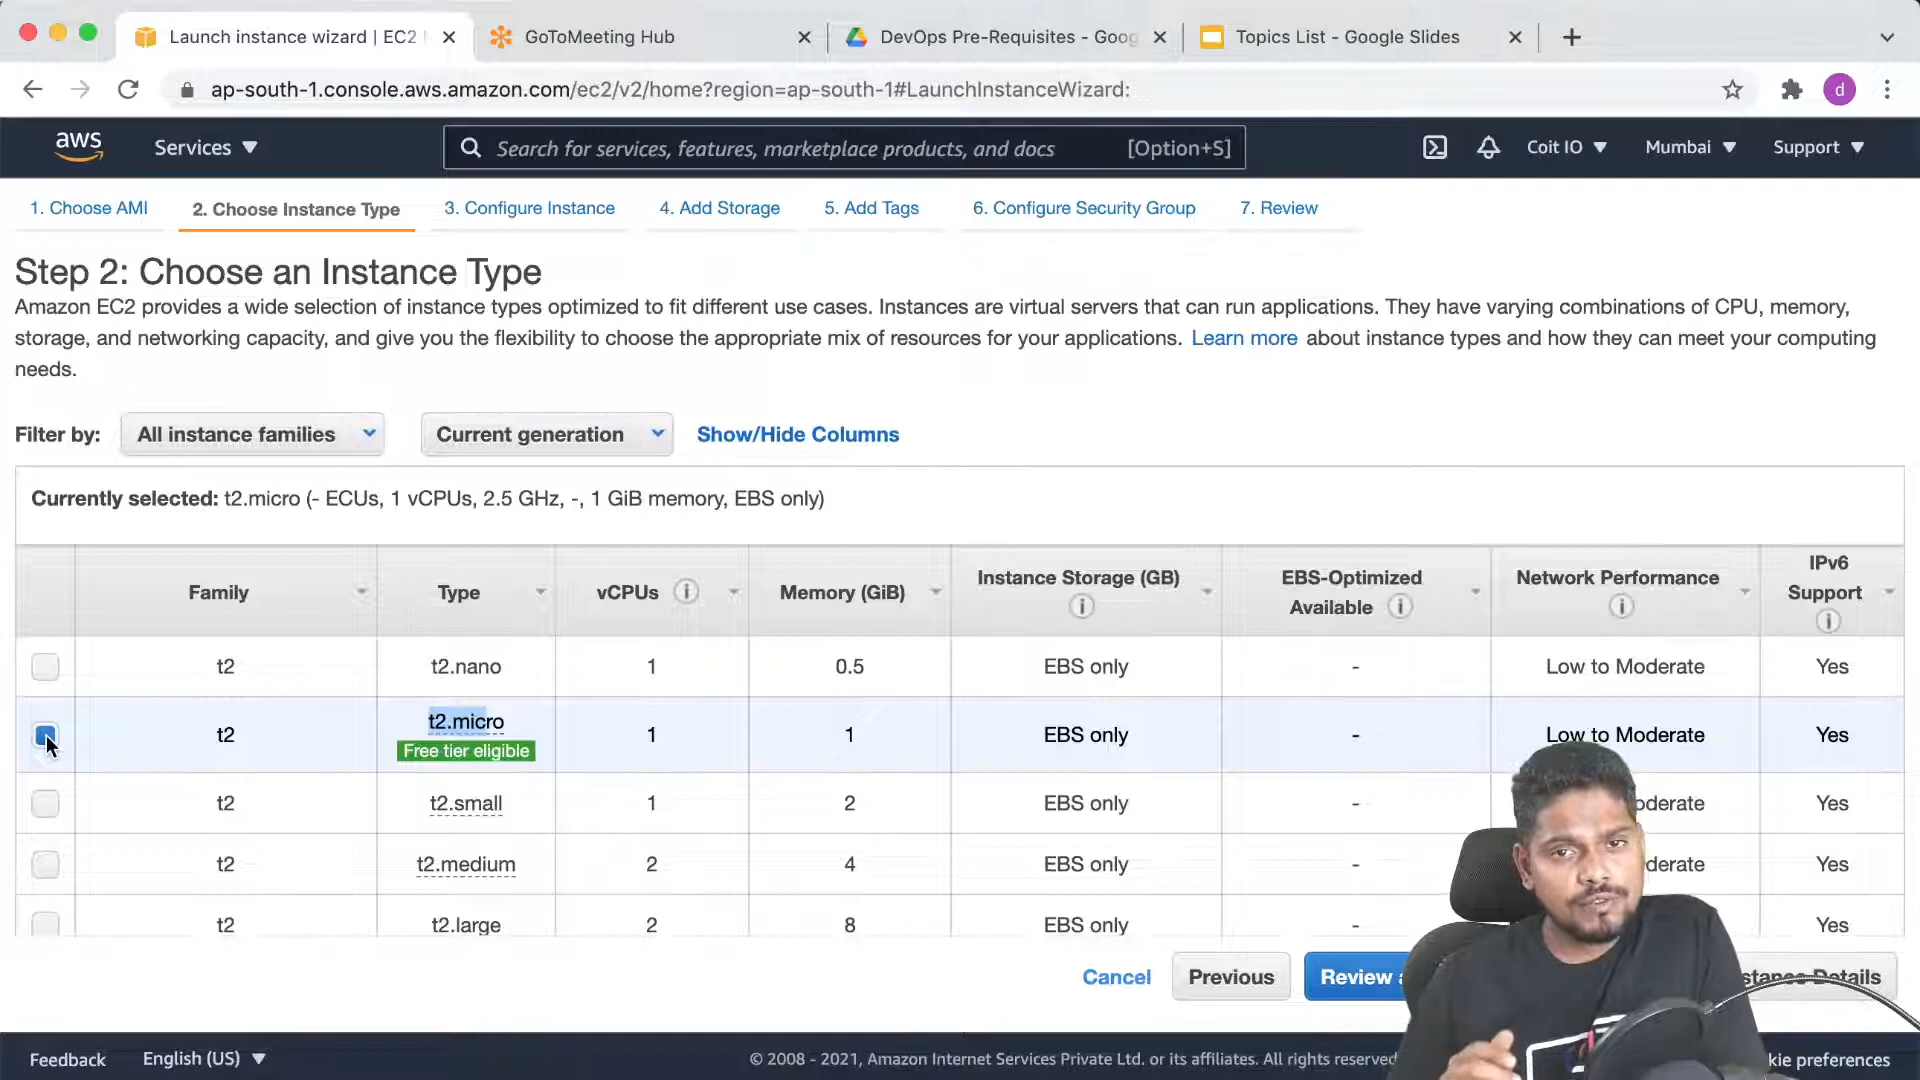 Launch instance wizard | EC2
GoToMeeting Hub
DevOps Pre-Requisites - Goog
Topics List - Google Slides
ap-south-1.console.aws.amazon.com/ec2/v2/home?region=ap-south-1#LaunchInstanceWizard:
d
aws
Services
Search for services, features, marketplace products, and docs
[Option+S]
Coit IO
Mumbai
Support
1. Choose AMI
2. Choose Instance Type
3. Configure Instance
4. Add Storage
5. Add Tags
6. Configure Security Group
7. Review
Step 2: Choose an Instance Type
Amazon EC2 provides a wide selection of instance types optimized to fit different use cases. Instances are virtual servers that can run applications. They have varying combinations of CPU, memory,
storage, and networking capacity, and give you the flexibility to choose the appropriate mix of resources for your applications. Learn more about instance types and how they can meet your computing
needs.
Filter by: All instance families Current generation Show/Hide Columns
Currently selected: t2.micro (- ECUs, 1 vCPUs, 2.5 GHz, -, 1 GiB memory, EBS only)
Family Type vCPUs Memory (GiB) Instance Storage (GB) EBS-Optimized Available Network Performance IPv6 Support
t2 t2.nano 1 0.5 EBS only - Low to Moderate Yes
t2 t2.micro 1 1 EBS only - Low to Moderate Yes
Free tier eligible
t2 t2.small 1 2 EBS only - oderate Yes
t2 t2.medium 2 4 EBS only - derate Yes
t2 t2.large 2 8 EBS only - Yes
Cancel Previous Review stance Details
Feedback English (US) © 2008 - 2021, Amazon Internet Services Private Ltd. or its affiliates. All rights reserved kie preferences